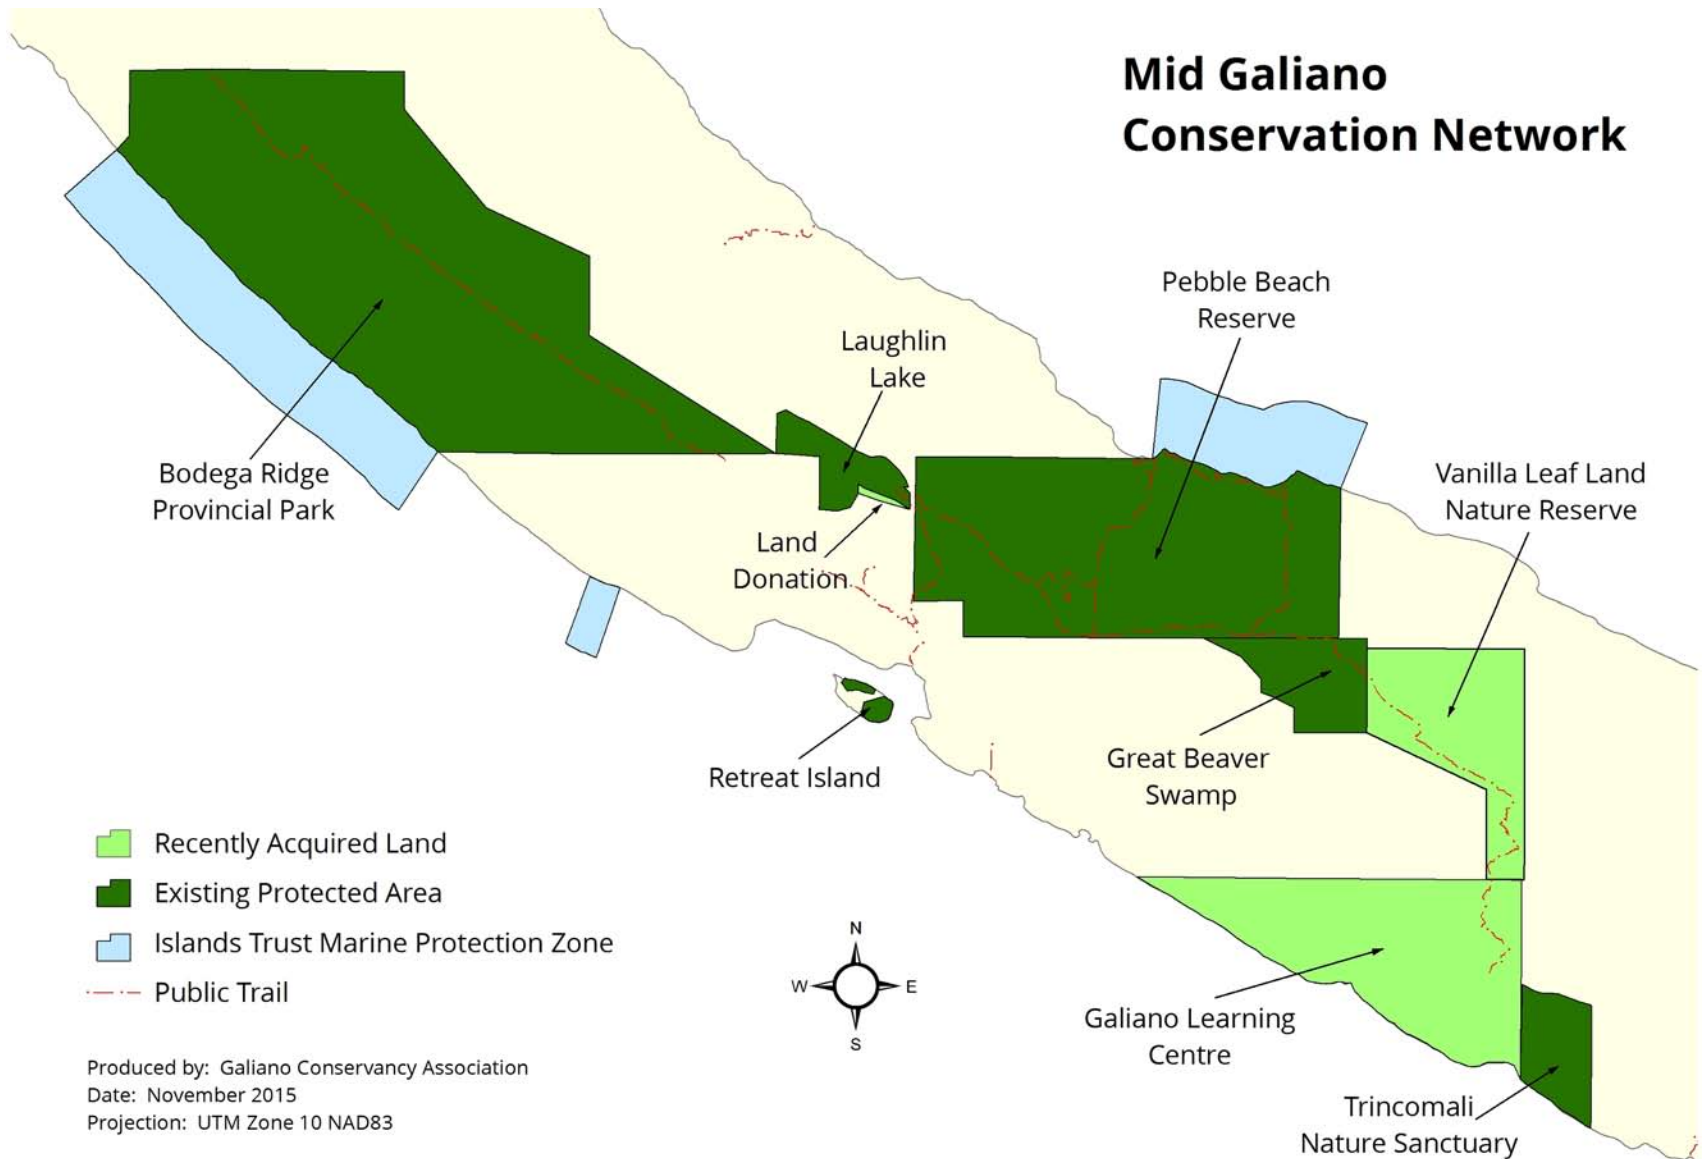 Mid Galiano
Conservation Network
Pebble Beach
Reserve
Laughlin
Lake
Bodega Ridge
Provincial Park
Vanilla Leaf Land
Nature Reserve
Land
Donation
Retreat Island
Great Beaver
Swamp
Recently Acquired Land
Existing Protected Area
Islands Trust Marine Protection Zone
Public Trail
N
W
E
S
Galiano Learning
Centre
Trincomali
Nature Sanctuary
Produced by: Galiano Conservancy Association
Date: November 2015
Projection: UTM Zone 10 NAD83